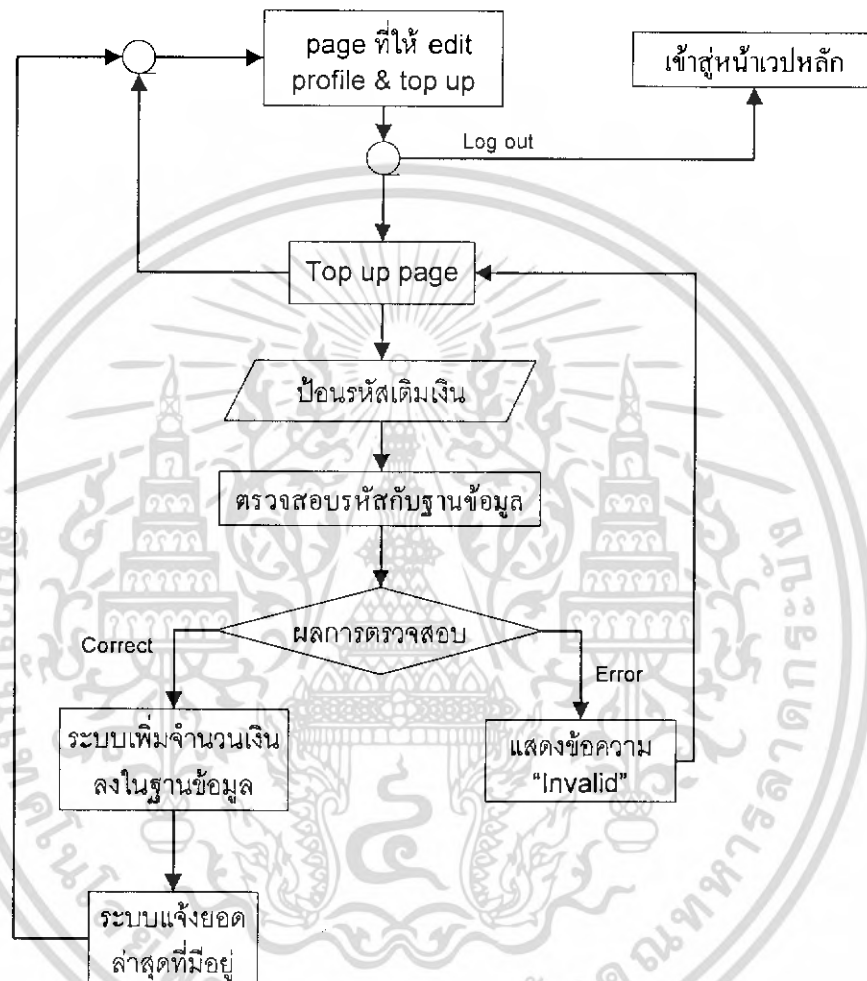 page ที่ให้ edit
profile & top up
เข้าสู่หน้าเวปหลัก
Log out
Top up page
ป้อนรหัสเติมเงิน
ตรวจสอบรหัสกับฐานข้อมูล
ผลการตรวจสอบ
Correct
Error
ระบบเพิ่มจำนวนเงิน
ลงในฐานข้อมูล
แสดงข้อความ
“Invalid”
ระบบแจ้งยอด
ล่าสุดที่มีอยู่